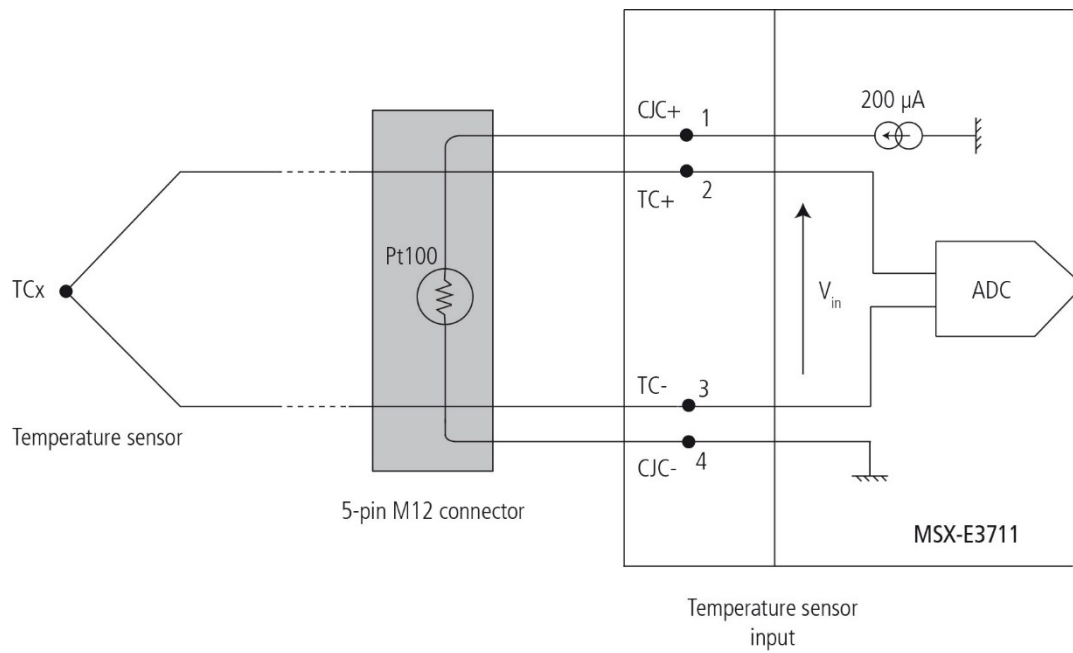 200 µA
CJC+
1
TC+
2
Pt100
TCx
V in
ADC
TC-
3
Temperature sensor
CJC-
4
5-pin M12 connector
MSX-E3711
Temperature sensor
input